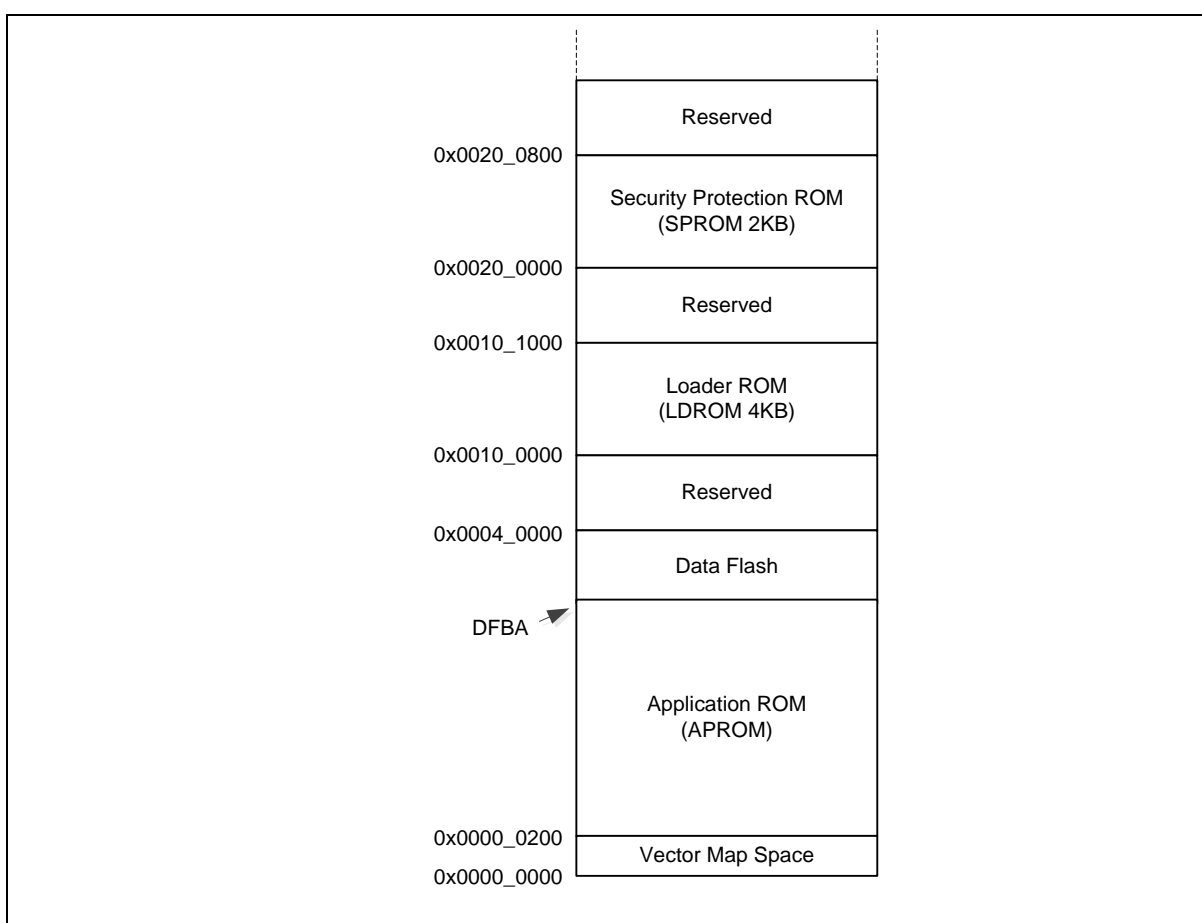 Reserved
0x0020_0800
Security Protection ROM
(SPROM 2KB)
0x0020_0000
Reserved
0x0010_1000
Loader ROM
(LDROM 4KB)
0x0010_0000
Reserved
0x0004_0000
Data Flash
DFBA
Application ROM
(APROM)
0x0000_0200
Vector Map Space
0x0000_0000